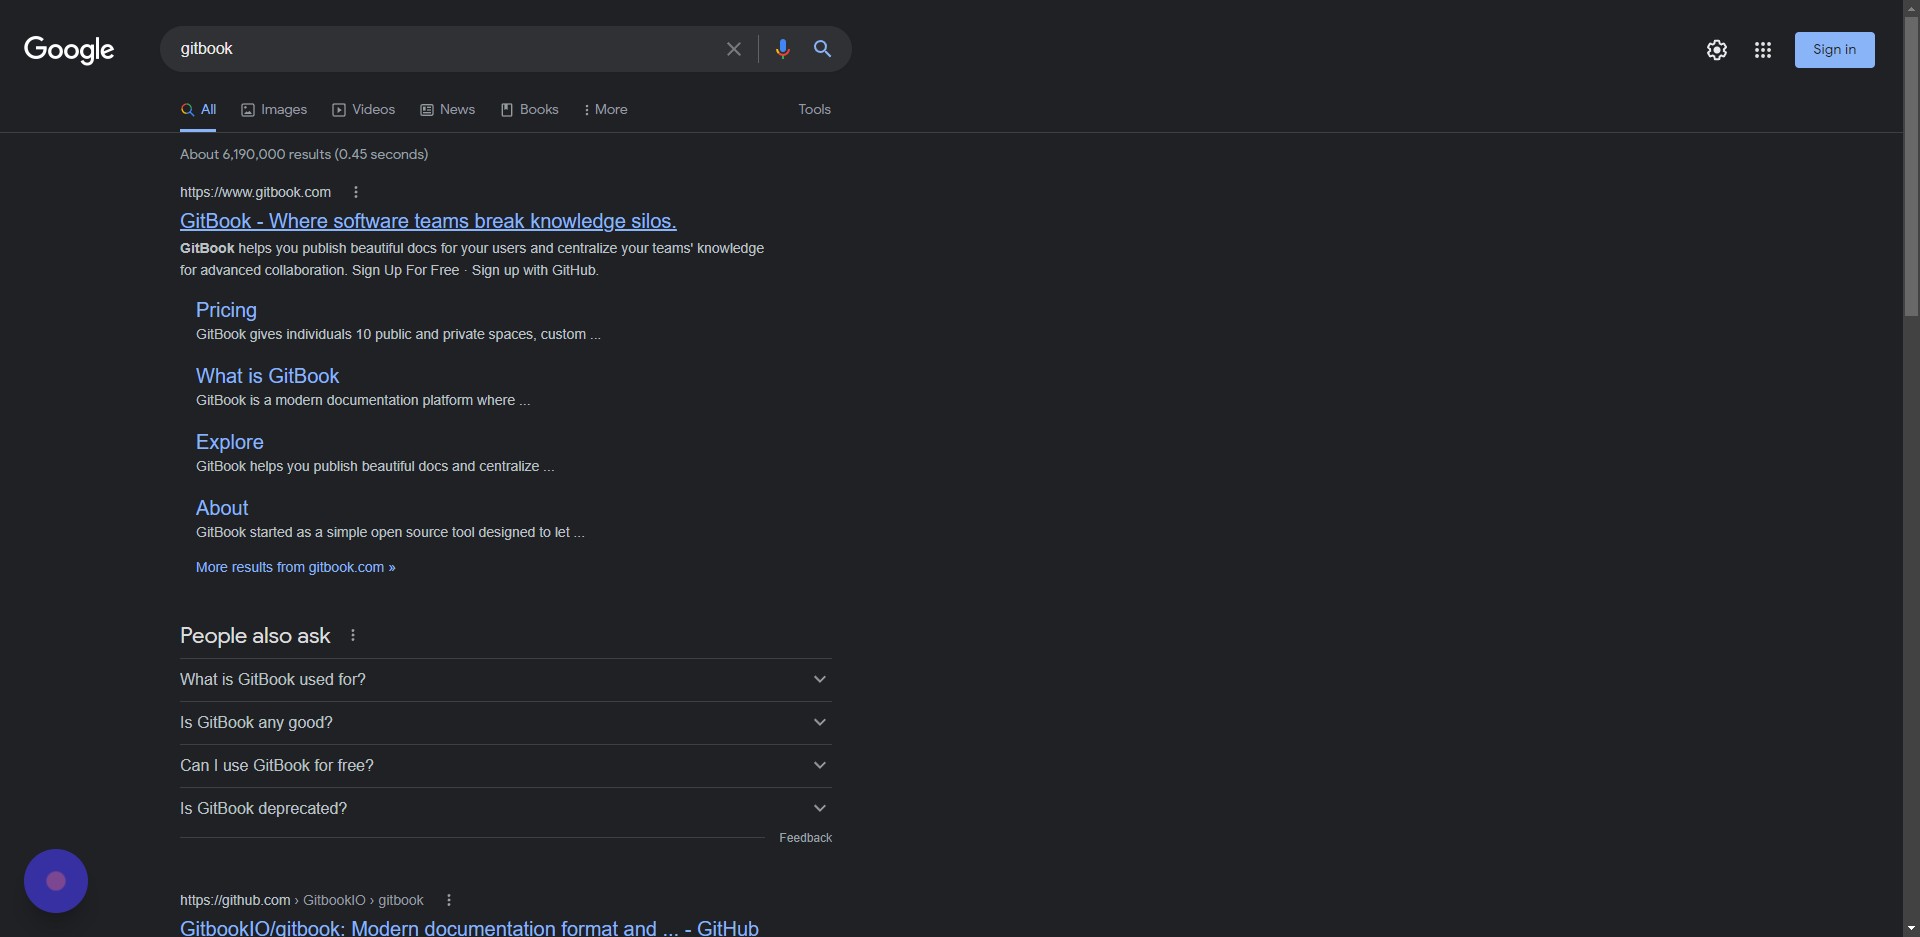 Google
gitbook
Sign in
All Images Videos News Books More Tools
About 6,190,000 results (0.45 seconds)
https://www.gitbook.com
GitBook - Where software teams break knowledge silos.
GitBook helps you publish beautiful docs for your users and centralize your teams' knowledge
for advanced collaboration. Sign Up For Free · Sign up with GitHub.
Pricing
GitBook gives individuals 10 public and private spaces, custom ...
What is GitBook
GitBook is a modern documentation platform where ...
Explore
GitBook helps you publish beautiful docs and centralize ...
About
GitBook started as a simple open source tool designed to let ...
More results from gitbook.com »
People also ask
What is GitBook used for?
Is GitBook any good?
Can I use GitBook for free?
Is GitBook deprecated?
Feedback
https://github.com › GitbookIO › gitbook
GitbookIO/gitbook: Modern documentation format and ... - GitHub